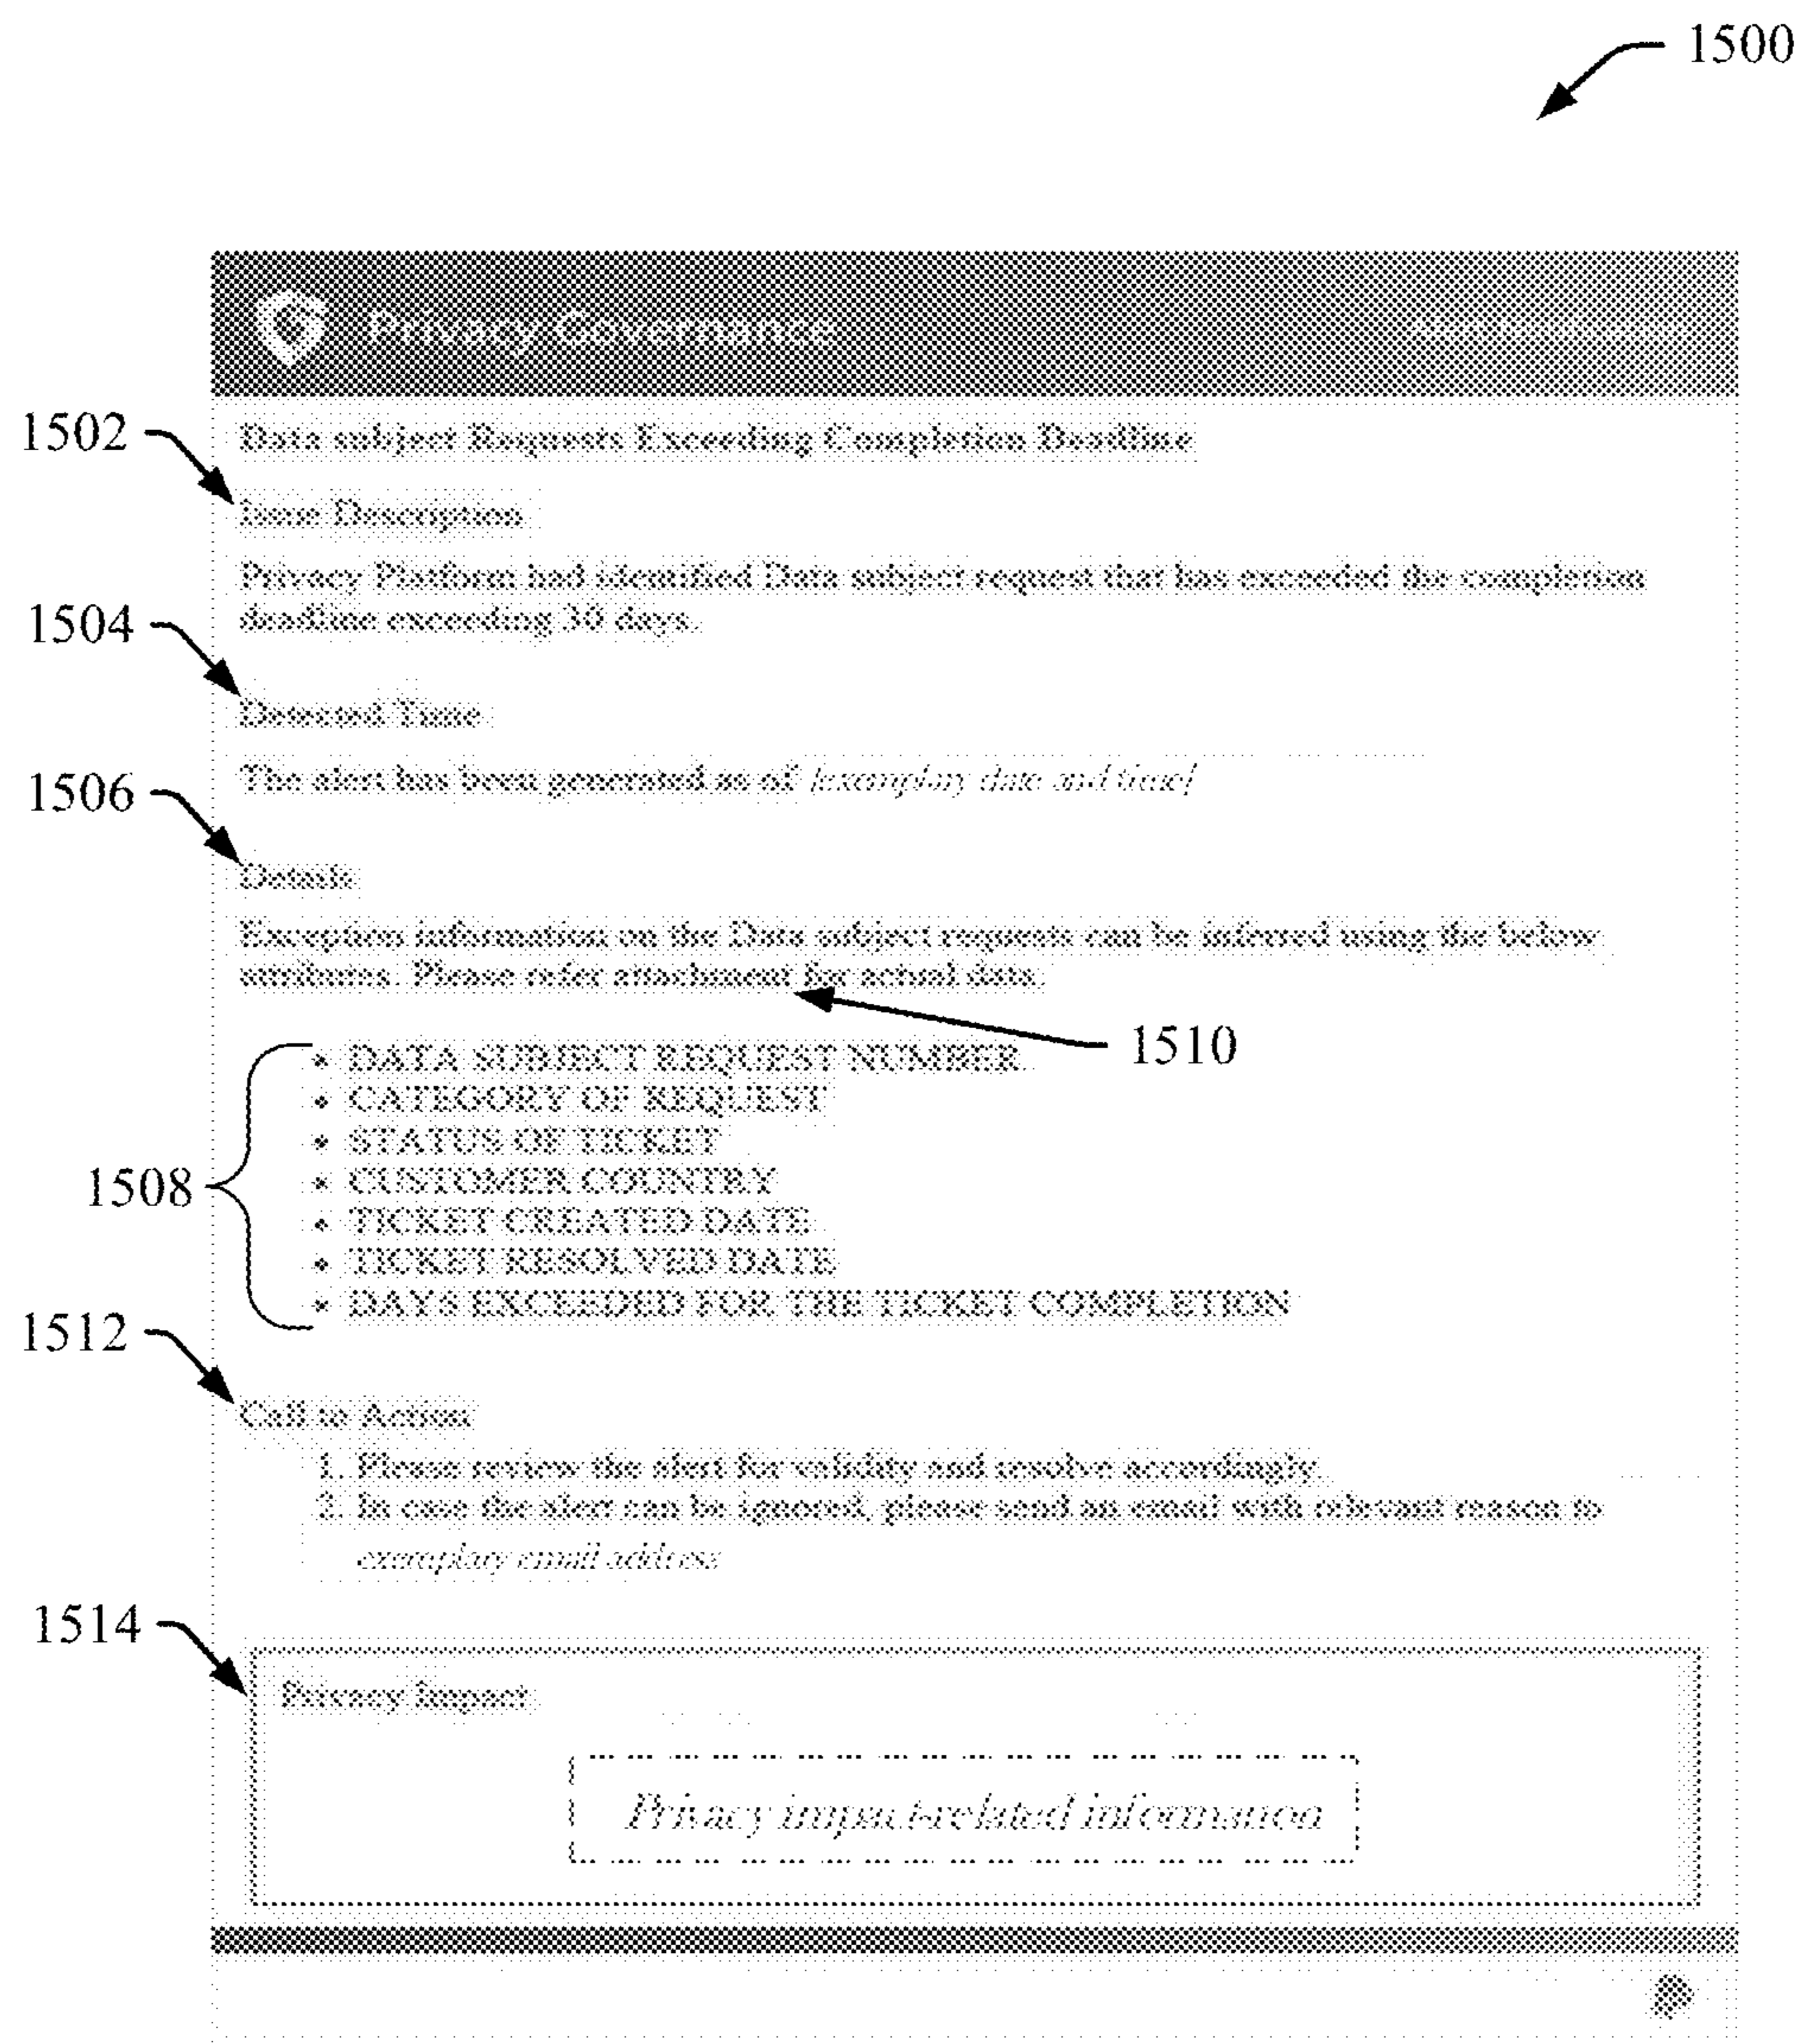 1500
Privacy Governance
1502
Data subject Requests Exceeding Completion Deadline
Issue Description
Privacy Platform had identified Data subject request that has exceeded the completion
deadline exceeding 30 days.
1504
Detected Time
The alert has been generated as of [exemplary date and time]
1506
Details
Exception information on the Data subject requests can be inferred using the below
attributes. Please refer attachment for actual data.
1510
1508
• DATA SUBJECT REQUEST NUMBER
• CATEGORY OF REQUEST
• STATUS OF TICKET
• CUSTOMER COUNTRY
• TICKET CREATED DATE
• TICKET RESOLVED DATE
• DAYS EXCEEDED FOR THE TICKET COMPLETION
1512
Call to Action
1. Please review the alert for validity and resolve accordingly.
2. In case the alert can be ignored, please send an email with relevant reason to
exemplary email address
1514
Privacy Impact
Privacy impact-related information